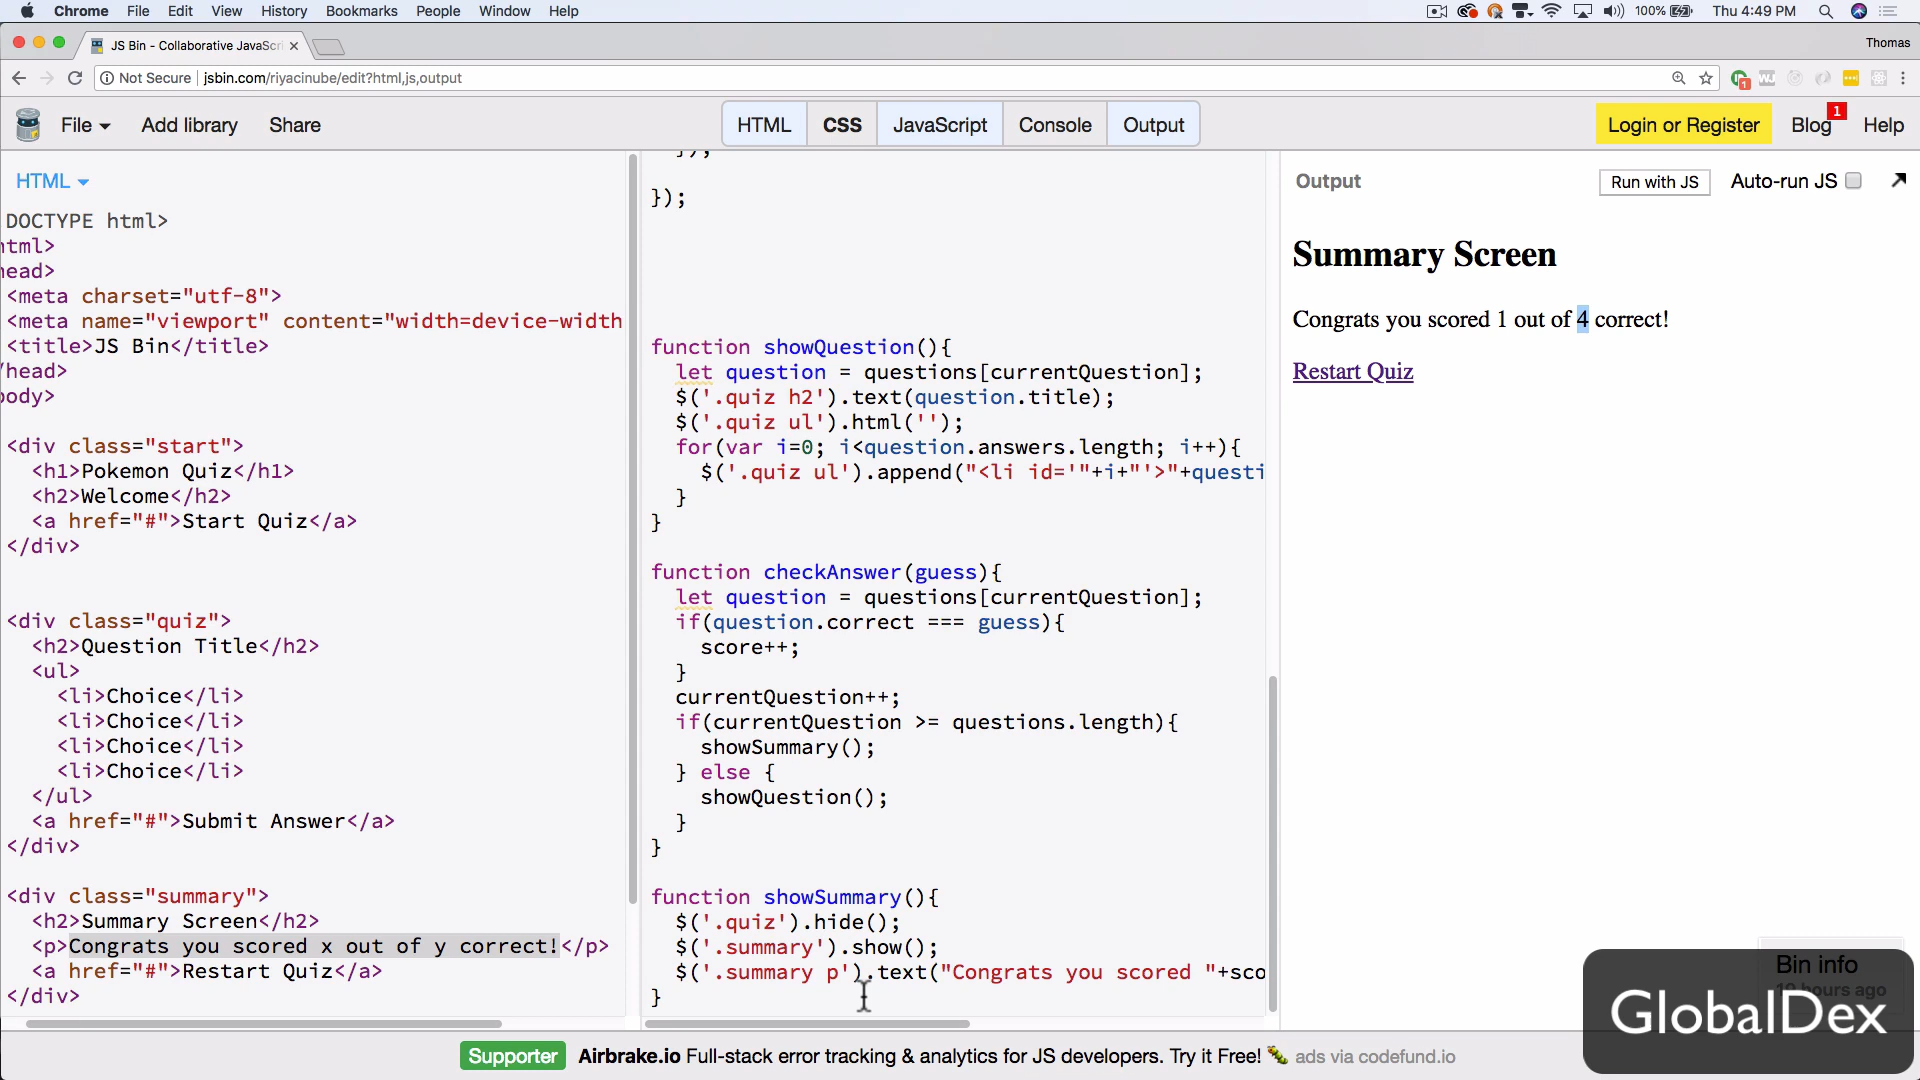 Chrome File Edit View History Bookmarks People Window Help
100% Thu 4:49 PM
JS Bin - Collaborative JavaScri
Thomas
Not Secure jsbin.com/riyacinube/edit?html,js,output
File Add library Share
HTML CSS JavaScript Console Output
Login or Register Blog 1 Help
HTML
DOCTYPE html>
html>
head>
<meta charset="utf-8">
<meta name="viewport" content="width=device-width
<title>JS Bin</title>
/head>
body>
<div class="start">
<h1>Pokemon Quiz</h1>
<h2>Welcome</h2>
<a href="#">Start Quiz</a>
</div>
<div class="quiz">
<h2>Question Title</h2>
<ul>
<li>Choice</li>
<li>Choice</li>
<li>Choice</li>
<li>Choice</li>
</ul>
<a href="#">Submit Answer</a>
</div>
<div class="summary">
<h2>Summary Screen</h2>
<p>Congrats you scored x out of y correct!</p>
<a href="#">Restart Quiz</a>
</div>
});
});
function showQuestion(){
let question = questions[currentQuestion];
$('.quiz h2').text(question.title);
$('.quiz ul').html('');
for(var i=0; i<question.answers.length; i++){
$('.quiz ul').append("<li id='"+i+"'>"+questi
}
}
function checkAnswer(guess){
let question = questions[currentQuestion];
if(question.correct === guess){
score++;
}
currentQuestion++;
if(currentQuestion >= questions.length){
showSummary();
} else {
showQuestion();
}
}
function showSummary(){
$('.quiz').hide();
$('.summary').show();
$('.summary p').text("Congrats you scored "+sco
}
Output Run with JS Auto-run JS
Summary Screen
Congrats you scored 1 out of 4 correct!
Restart Quiz
Bin info
19 hours ago
GlobalDex
Supporter Airbrake.io Full-stack error tracking & analytics for JS developers. Try it Free! ads via codefund.io